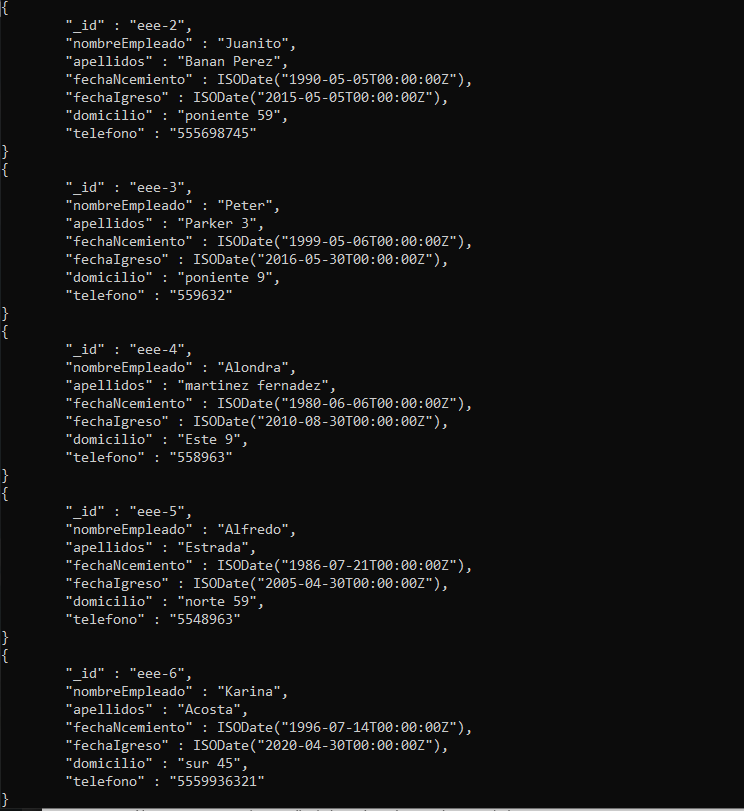 {
"_id" : "eee-2",
"nombreEmpleado" : "Juanito",
"apellidos" : "Banan Perez",
"fechaNcemiento" : ISODate("1990-05-05T00:00:00Z"),
"fechaIgreso" : ISODate("2015-05-05T00:00:00Z"),
"domicilio" : "poniente 59",
"telefono" : "555698745"
}
{
"_id" : "eee-3",
"nombreEmpleado" : "Peter",
"apellidos" : "Parker 3",
"fechaNcemiento" : ISODate("1999-05-06T00:00:00Z"),
"fechaIgreso" : ISODate("2016-05-30T00:00:00Z"),
"domicilio" : "poniente 9",
"telefono" : "559632"
}
{
"_id" : "eee-4",
"nombreEmpleado" : "Alondra",
"apellidos" : "martinez fernadez",
"fechaNcemiento" : ISODate("1980-06-06T00:00:00Z"),
"fechaIgreso" : ISODate("2010-08-30T00:00:00Z"),
"domicilio" : "Este 9",
"telefono" : "558963"
}
{
"_id" : "eee-5",
"nombreEmpleado" : "Alfredo",
"apellidos" : "Estrada",
"fechaNcemiento" : ISODate("1986-07-21T00:00:00Z"),
"fechaIgreso" : ISODate("2005-04-30T00:00:00Z"),
"domicilio" : "norte 59",
"telefono" : "5548963"
}
{
"_id" : "eee-6",
"nombreEmpleado" : "Karina",
"apellidos" : "Acosta",
"fechaNcemiento" : ISODate("1996-07-14T00:00:00Z"),
"fechaIgreso" : ISODate("2020-04-30T00:00:00Z"),
"domicilio" : "sur 45",
"telefono" : "5559936321"
}